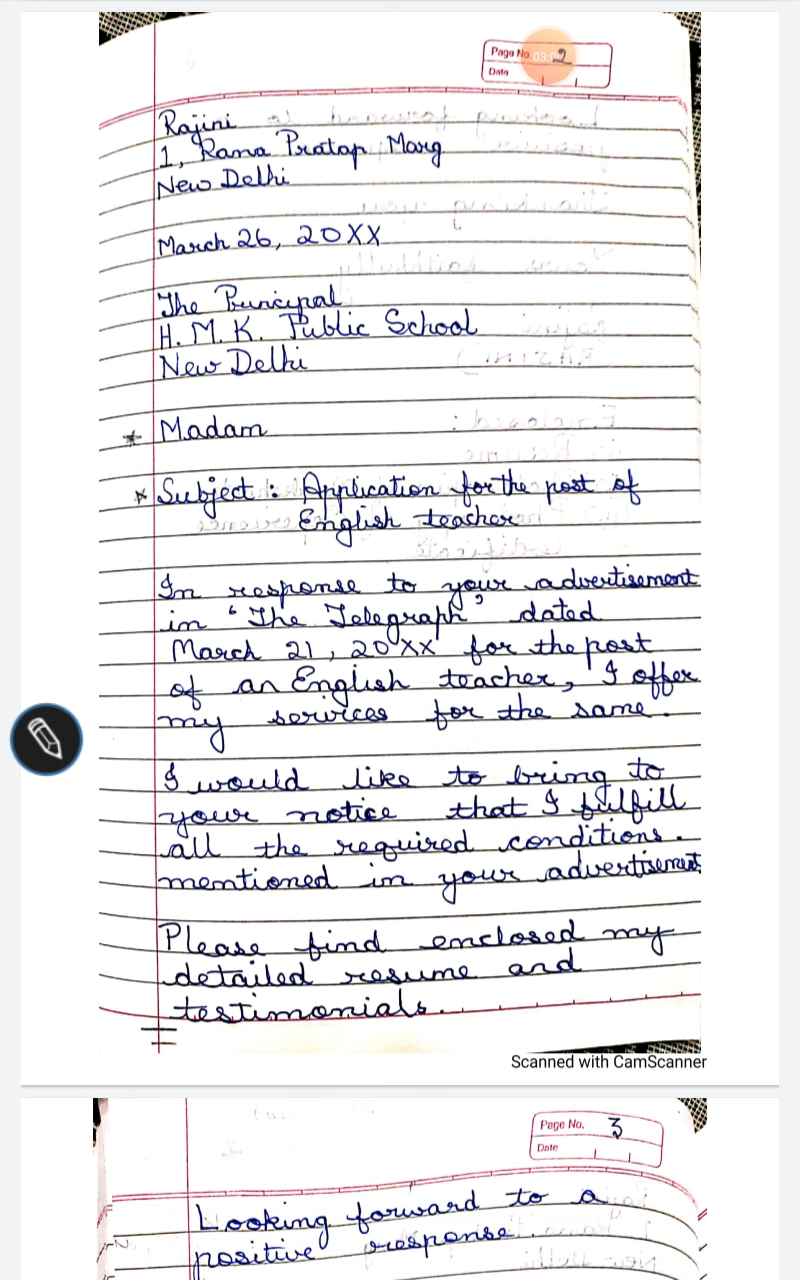 Page No. 2
03:00
Date
Rajini
1, Rana Pratap Marg
New Delhi
March 26, 20XX
The Principal
H. M. K. Public School
New Delhi
* Madam
* Subject : Application for the post of
English teacher
In response to your advertisement
in 'The Telegraph' dated
March 21, 20XX for the post
of an English teacher, I offer
my services for the same.
I would like to bring to
your notice that I fulfill
all the required conditions.
mentioned in your advertisement
Please find enclosed my
detailed resume and
testimonials.
Scanned with CamScanner
Page No. 3
Date
Looking forward to a
positive response.